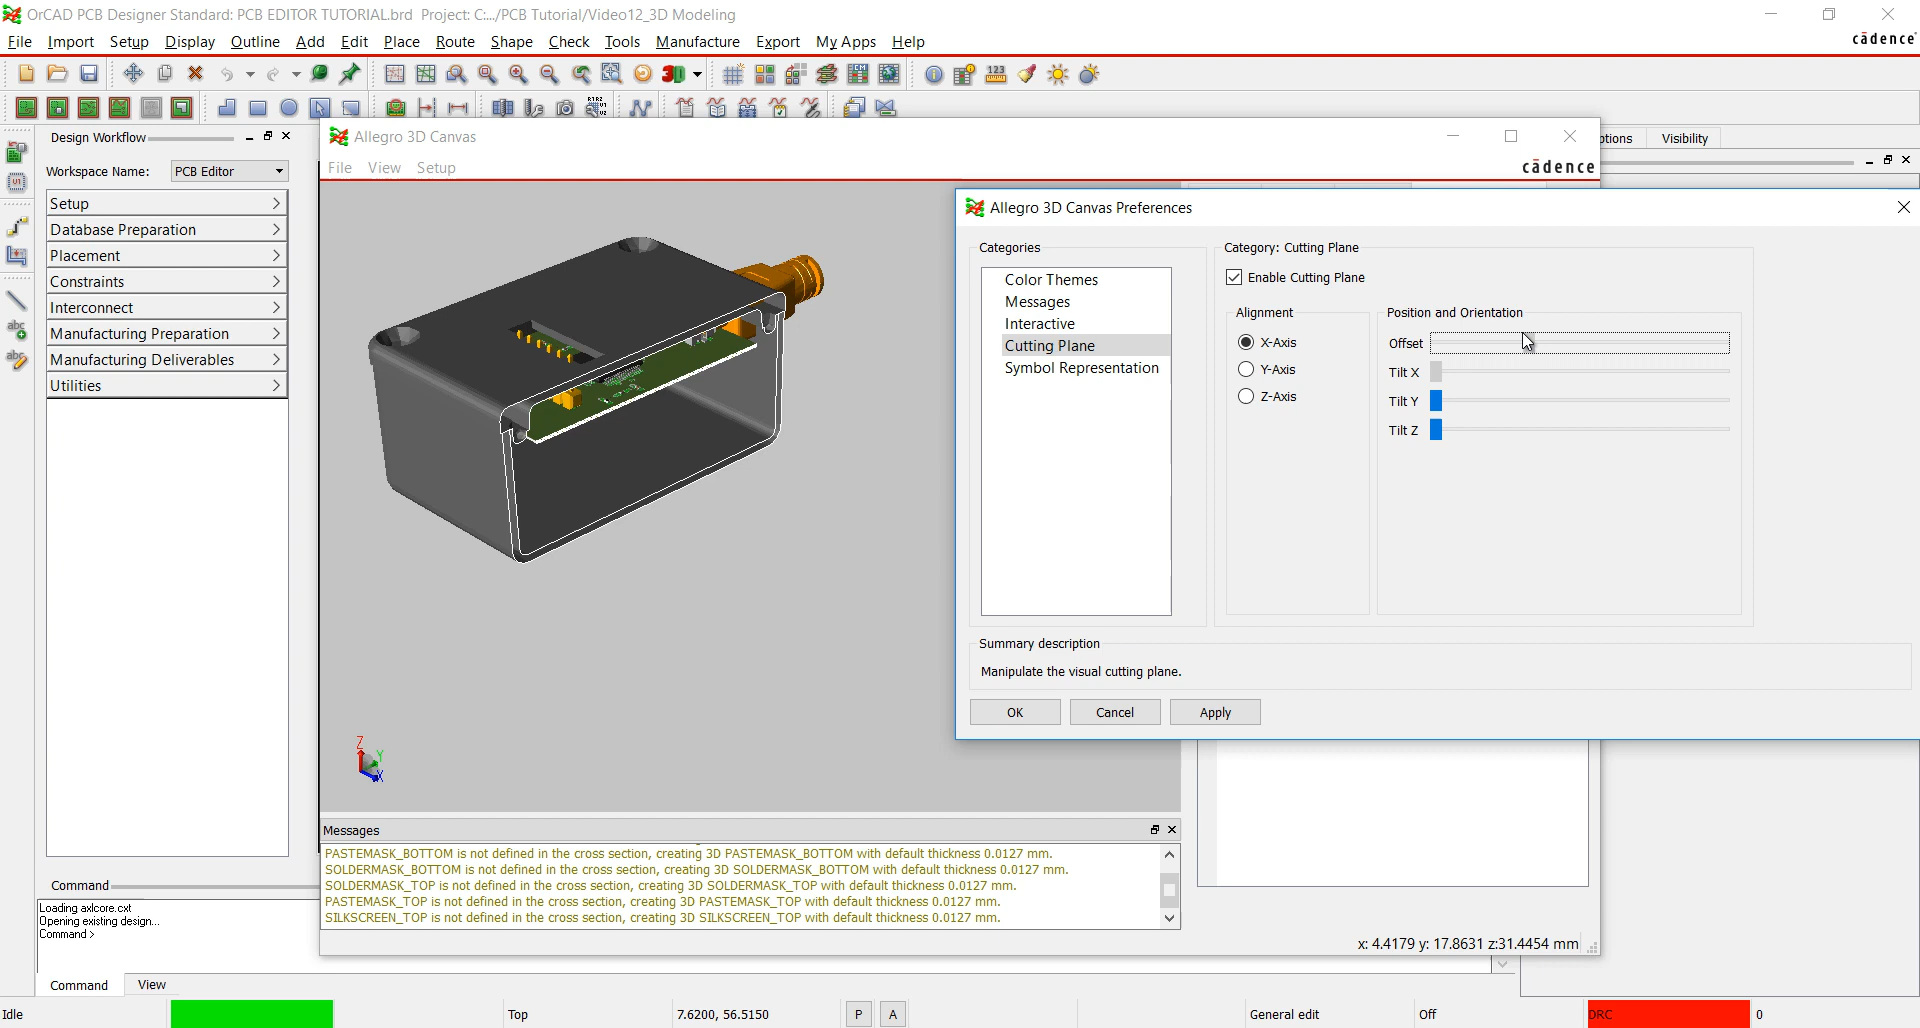 OrCAD PCB Designer Standard: PCB EDITOR TUTORIAL.brd  Project: C:.../PCB Tutorial/Video12_3D Modeling
File Import Setup Display Outline Add Edit Place Route Shape Check Tools Manufacture Export My Apps Help
cādence
3D
CM
123
R1R2
U1 U2
Design Workflow
Allegro 3D Canvas
ptions Visibility
Workspace Name: PCB Editor
File View Setup
cādence
U1
Setup
Database Preparation
Placement
Constraints
Interconnect
Manufacturing Preparation
Manufacturing Deliverables
Utilities
abc
abc
Allegro 3D Canvas Preferences
Categories
Color Themes
Messages
Interactive
Cutting Plane
Symbol Representation
Category: Cutting Plane
Enable Cutting Plane
Alignment
X-Axis
Y-Axis
Z-Axis
Position and Orientation
Offset
Tilt X
Tilt Y
Tilt Z
Summary description
Manipulate the visual cutting plane.
OK Cancel Apply
Z
Y
X
Messages
PASTEMASK_BOTTOM is not defined in the cross section, creating 3D PASTEMASK_BOTTOM with default thickness 0.0127 mm.
SOLDERMASK_BOTTOM is not defined in the cross section, creating 3D SOLDERMASK_BOTTOM with default thickness 0.0127 mm.
SOLDERMASK_TOP is not defined in the cross section, creating 3D SOLDERMASK_TOP with default thickness 0.0127 mm.
PASTEMASK_TOP is not defined in the cross section, creating 3D PASTEMASK_TOP with default thickness 0.0127 mm.
SILKSCREEN_TOP is not defined in the cross section, creating 3D SILKSCREEN_TOP with default thickness 0.0127 mm.
x: 4.4179 y: 17.8631 z:31.4454 mm
Command
Loading axlcore.cxt
Opening existing design...
Command >
Command View
Idle Top 7.6200, 56.5150 P A General edit Off DRC 0